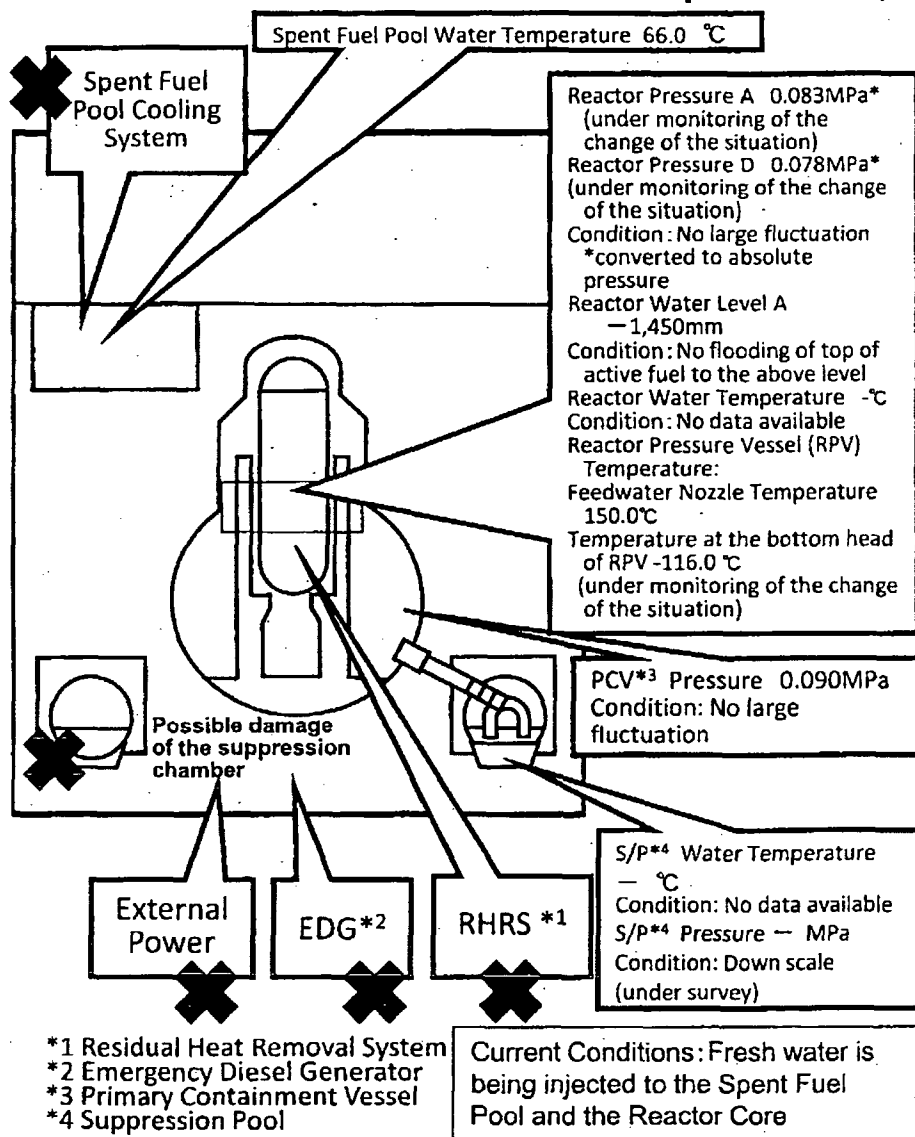 Spent Fuel Pool Water Temperature 66.0 ℃
Spent Fuel
Pool Cooling
System
Reactor Pressure A 0.083MPa*
(under monitoring of the
change of the situation)
Reactor Pressure D 0.078MPa*
(under monitoring of the change
of the situation)
Condition: No large fluctuation
*converted to absolute
pressure
Reactor Water Level A
－1,450mm
Condition: No flooding of top of
active fuel to the above level
Reactor Water Temperature -℃
Condition: No data available
Reactor Pressure Vessel (RPV)
Temperature:
Feedwater Nozzle Temperature
150.0℃
Temperature at the bottom head
of RPV -116.0 ℃
(under monitoring of the change
of the situation)
PCV*3 Pressure 0.090MPa
Condition: No large
fluctuation
Possible damage
of the suppression
chamber
S/P*4 Water Temperature
－ ℃
Condition: No data available
S/P*4 Pressure － MPa
Condition: Down scale
(under survey)
External
Power
EDG*2
RHRS *1
*1 Residual Heat Removal System
*2 Emergency Diesel Generator
*3 Primary Containment Vessel
*4 Suppression Pool
Current Conditions: Fresh water is
being injected to the Spent Fuel
Pool and the Reactor Core